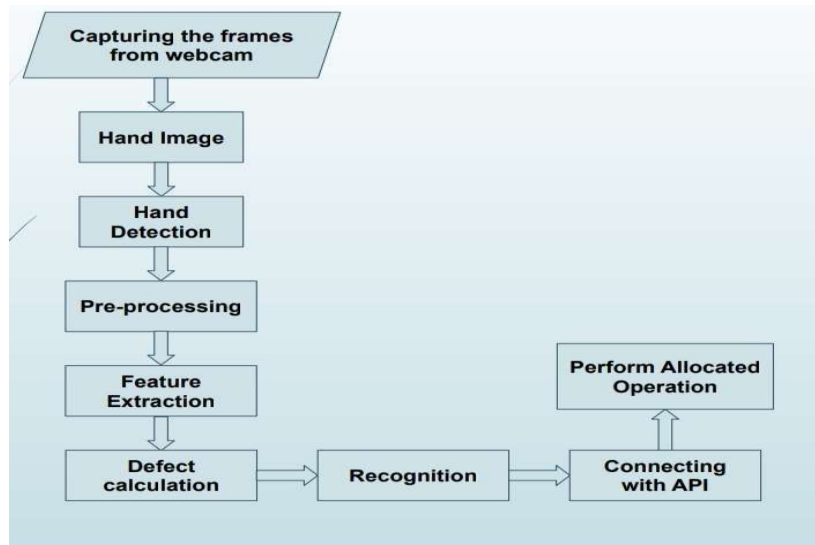 Capturing the frames
from webcam
Hand Image
Hand
Detection
Pre-processing
Feature
Extraction
Defect
calculation
Recognition
Connecting
with API
Perform Allocated
Operation